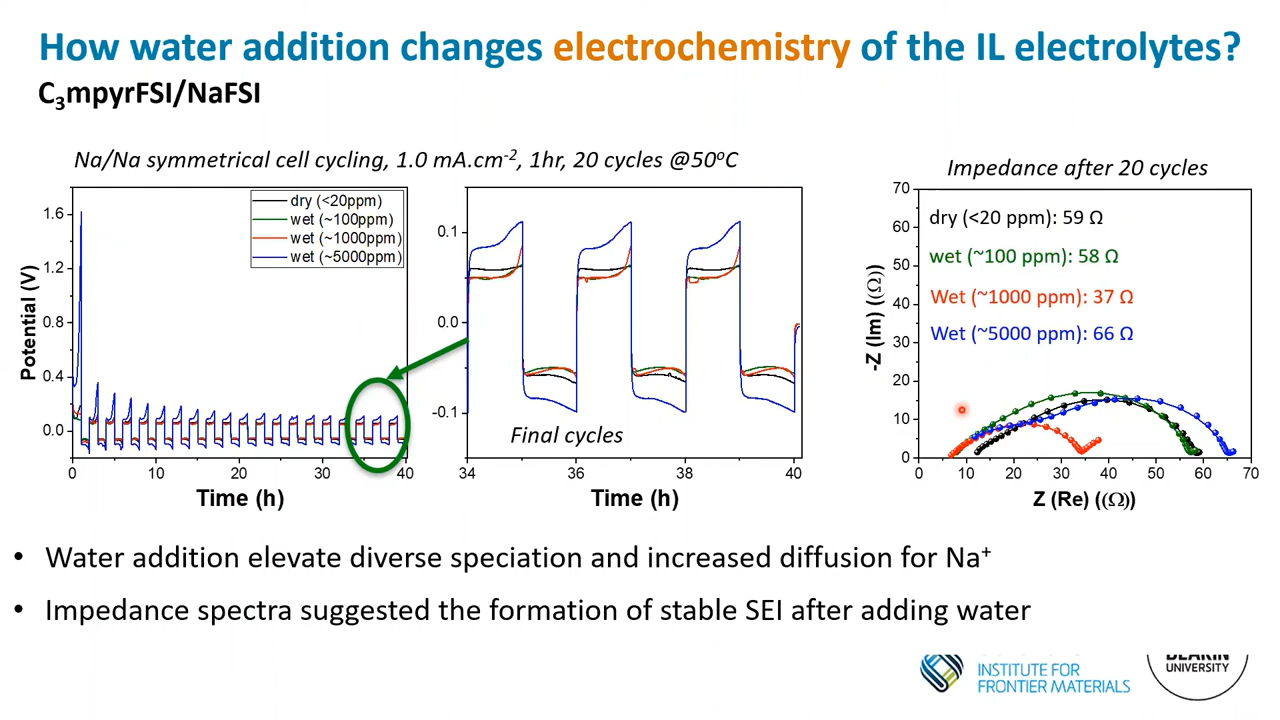 How water addition changes electrochemistry of the IL electrolytes?
C₃mpyrFSI/NaFSI
Na/Na symmetrical cell cycling, 1.0 mA.cm⁻², 1hr, 20 cycles @50°C
dry (<20ppm)
wet (~100ppm)
wet (~1000ppm)
wet (~5000ppm)
1.6
1.2
0.8
0.4
0.0
Potential (V)
0 10 20 30 40
Time (h)
0.1
0.0
-0.1
Final cycles
34 36 38 40
Time (h)
Impedance after 20 cycles
dry (<20 ppm): 59 Ω
wet (~100 ppm): 58 Ω
Wet (~1000 ppm): 37 Ω
Wet (~5000 ppm): 66 Ω
70
60
50
40
30
20
10
0
-Z (Im) ((Ω))
0 10 20 30 40 50 60 70
Z (Re) ((Ω))
• Water addition elevate diverse speciation and increased diffusion for Na⁺
• Impedance spectra suggested the formation of stable SEI after adding water
INSTITUTE FOR
FRONTIER MATERIALS
DEAKIN
UNIVERSITY